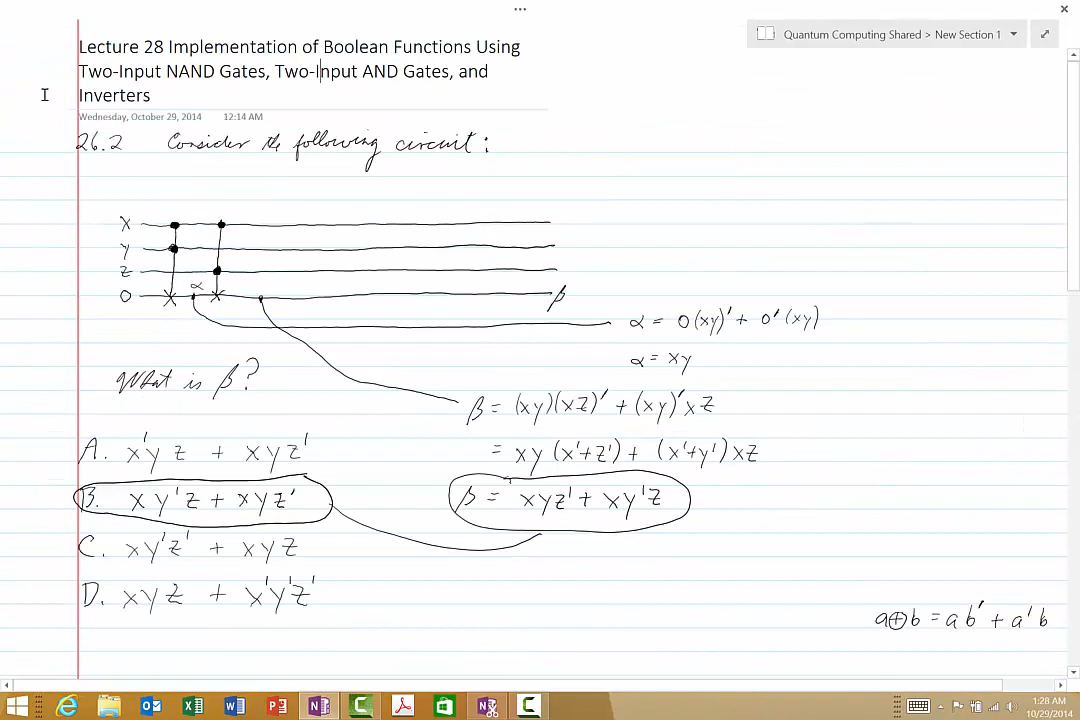 Quantum Computing Shared > New Section 1
Lecture 28 Implementation of Boolean Functions Using
Two-Input NAND Gates, Two-Input AND Gates, and
Inverters
Wednesday, October 29, 2014 12:14 AM
26.2 Consider the following circuit:
X
Y
Z
0
α
β
α = 0(xy)' + 0'(xy)
α = xy
What is β?
β = (xy)(xz)' + (xy)'xz
= xy(x'+z') + (x'+y')xz
β = xyz' + xy'z
A. x'yz + xyz'
B. xy'z + xyz'
C. xy'z' + xyz
D. xyz + x'y'z'
a⊕b = ab' + a'b
1:28 AM
10/29/2014